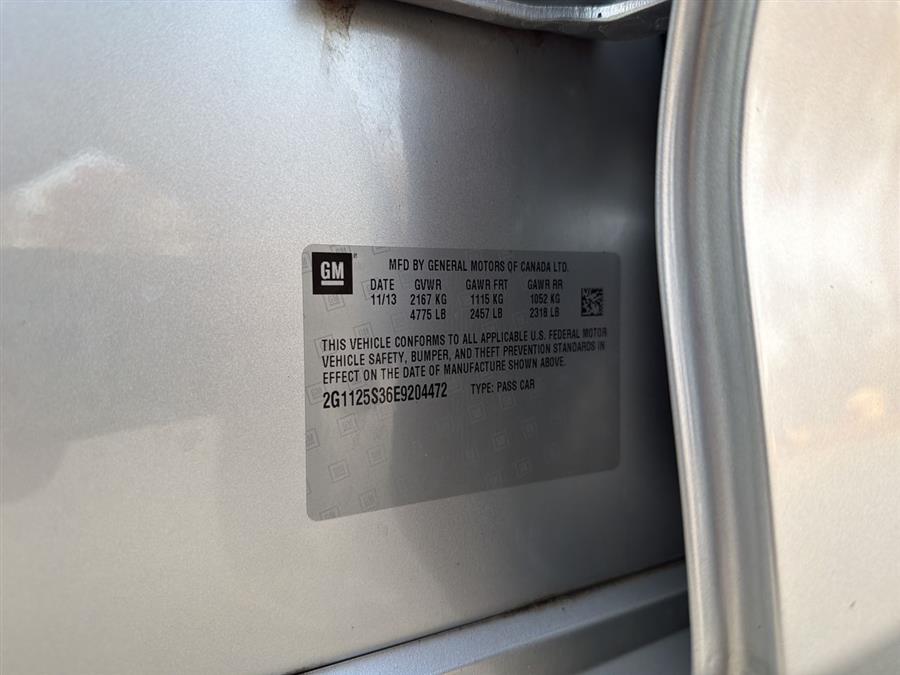 GM
MFD BY GENERAL MOTORS OF CANADA LTD.
DATE GVWR GAWR FRT GAWR RR
11/13 2167 KG 1115 KG 1052 KG
4775 LB 2457 LB 2318 LB
THIS VEHICLE CONFORMS TO ALL APPLICABLE U.S. FEDERAL MOTOR
VEHICLE SAFETY, BUMPER, AND THEFT PREVENTION STANDARDS IN
EFFECT ON THE DATE OF MANUFACTURE SHOWN ABOVE.
2G1125S36E9204472 TYPE: PASS CAR